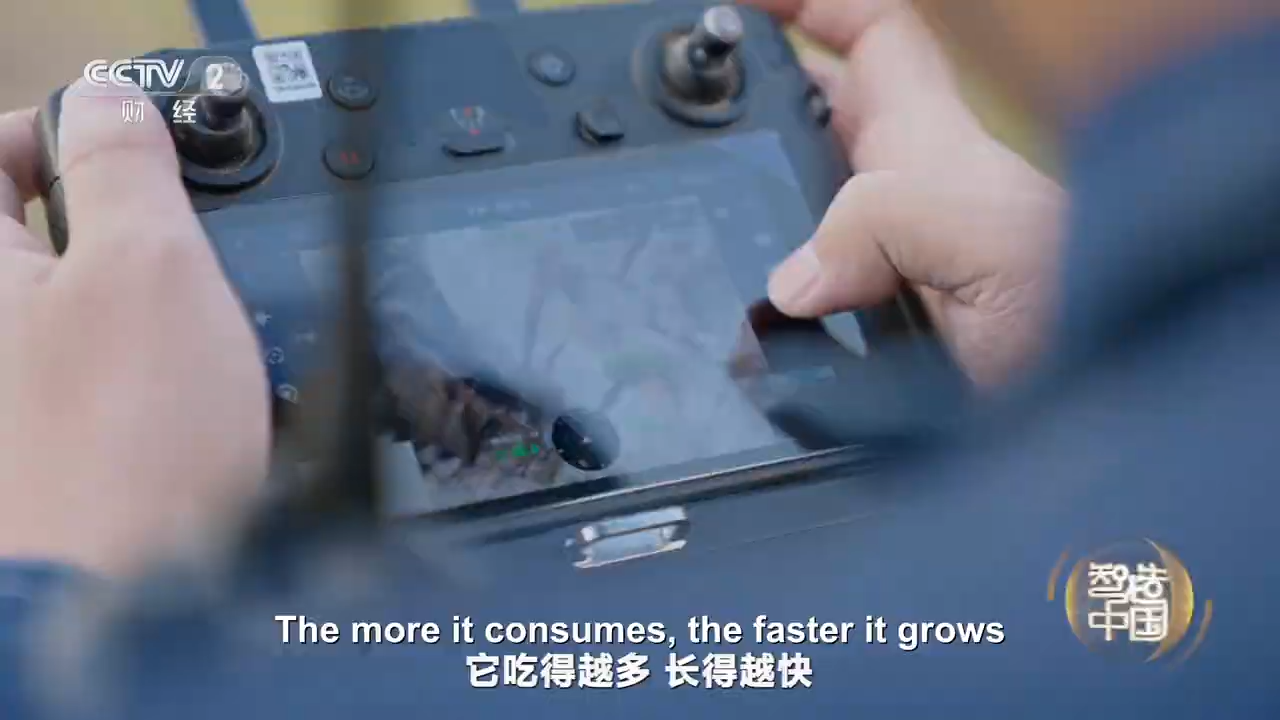 CCTV 2
财 经
智造
中国
The more it consumes, the faster it grows
它吃得越多 长得越快